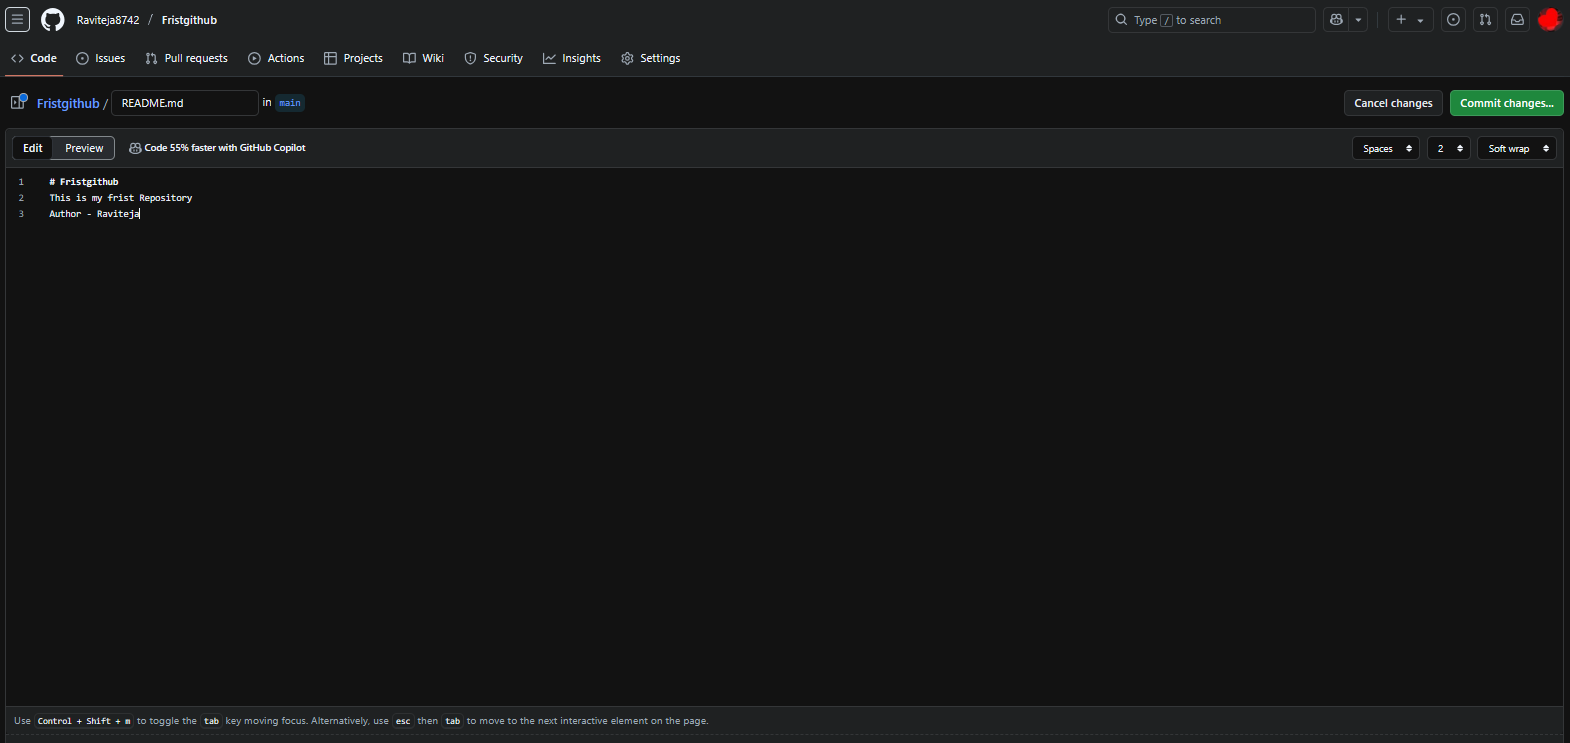 Raviteja8742 / Fristgithub
Type / to search
Code Issues Pull requests Actions Projects Wiki Security Insights Settings
Fristgithub / README.md in main
Cancel changes Commit changes...
Edit Preview Code 55% faster with GitHub Copilot
Spaces 2 Soft wrap
1 # Fristgithub
2 This is my frist Repository
3 Author - Raviteja
Use Control + Shift + m to toggle the tab key moving focus. Alternatively, use esc then tab to move to the next interactive element on the page.